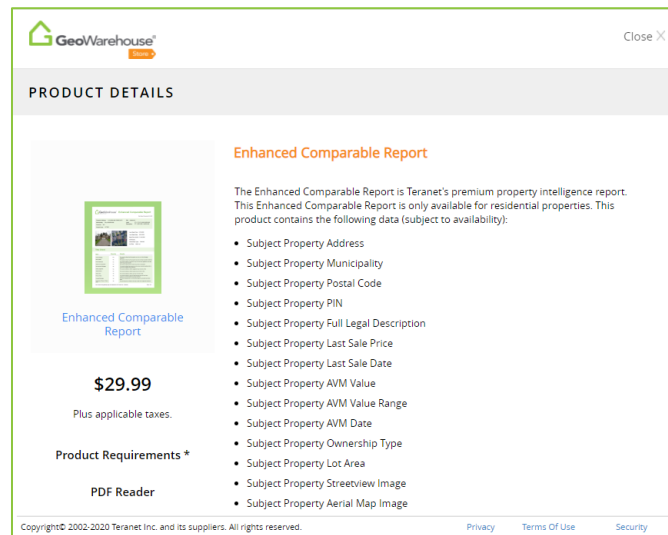 GeoWarehouse®
Store
Close X
PRODUCT DETAILS
Enhanced Comparable Report
The Enhanced Comparable Report is Teranet's premium property intelligence report.
This Enhanced Comparable Report is only available for residential properties. This
product contains the following data (subject to availability):
• Subject Property Address
• Subject Property Municipality
• Subject Property Postal Code
• Subject Property PIN
• Subject Property Full Legal Description
• Subject Property Last Sale Price
• Subject Property Last Sale Date
• Subject Property AVM Value
• Subject Property AVM Value Range
• Subject Property AVM Date
• Subject Property Ownership Type
• Subject Property Lot Area
• Subject Property Streetview Image
• Subject Property Aerial Map Image
Enhanced Comparable
Report
$29.99
Plus applicable taxes.
Product Requirements *
PDF Reader
Copyright© 2002-2020 Teranet Inc. and its suppliers. All rights reserved.
Privacy
Terms Of Use
Security